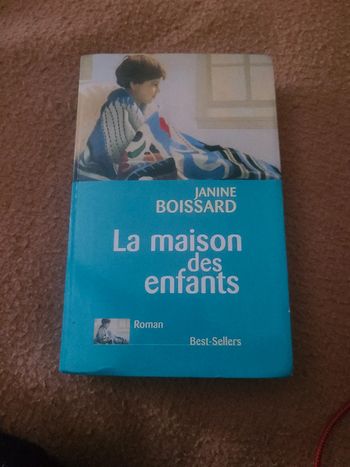 JANINE
BOISSARD
La maison
des
enfants
Roman
Best-Sellers